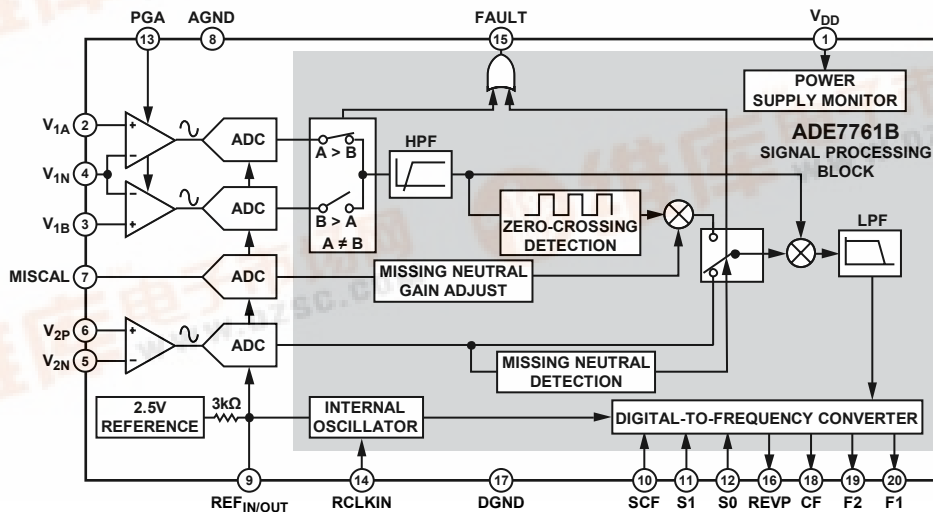 PGA AGND FAULT VDD
13 8 15 1
POWER
SUPPLY MONITOR
ADE7761B
SIGNAL PROCESSING
BLOCK
V1A 2 + ADC A > B HPF
V1N 4 −
−
V1B 3 + ADC B > A
A ≠ B
ZERO-CROSSING
DETECTION
LPF
MISCAL 7 ADC MISSING NEUTRAL
GAIN ADJUST
V2P 6 +
V2N 5 − ADC
MISSING NEUTRAL
DETECTION
2.5V
REFERENCE
3kΩ
INTERNAL
OSCILLATOR
DIGITAL-TO-FREQUENCY CONVERTER
9 14 17 10 11 12 16 18 19 20
REFIN/OUT RCLKIN DGND SCF S1 S0 REVP CF F2 F1